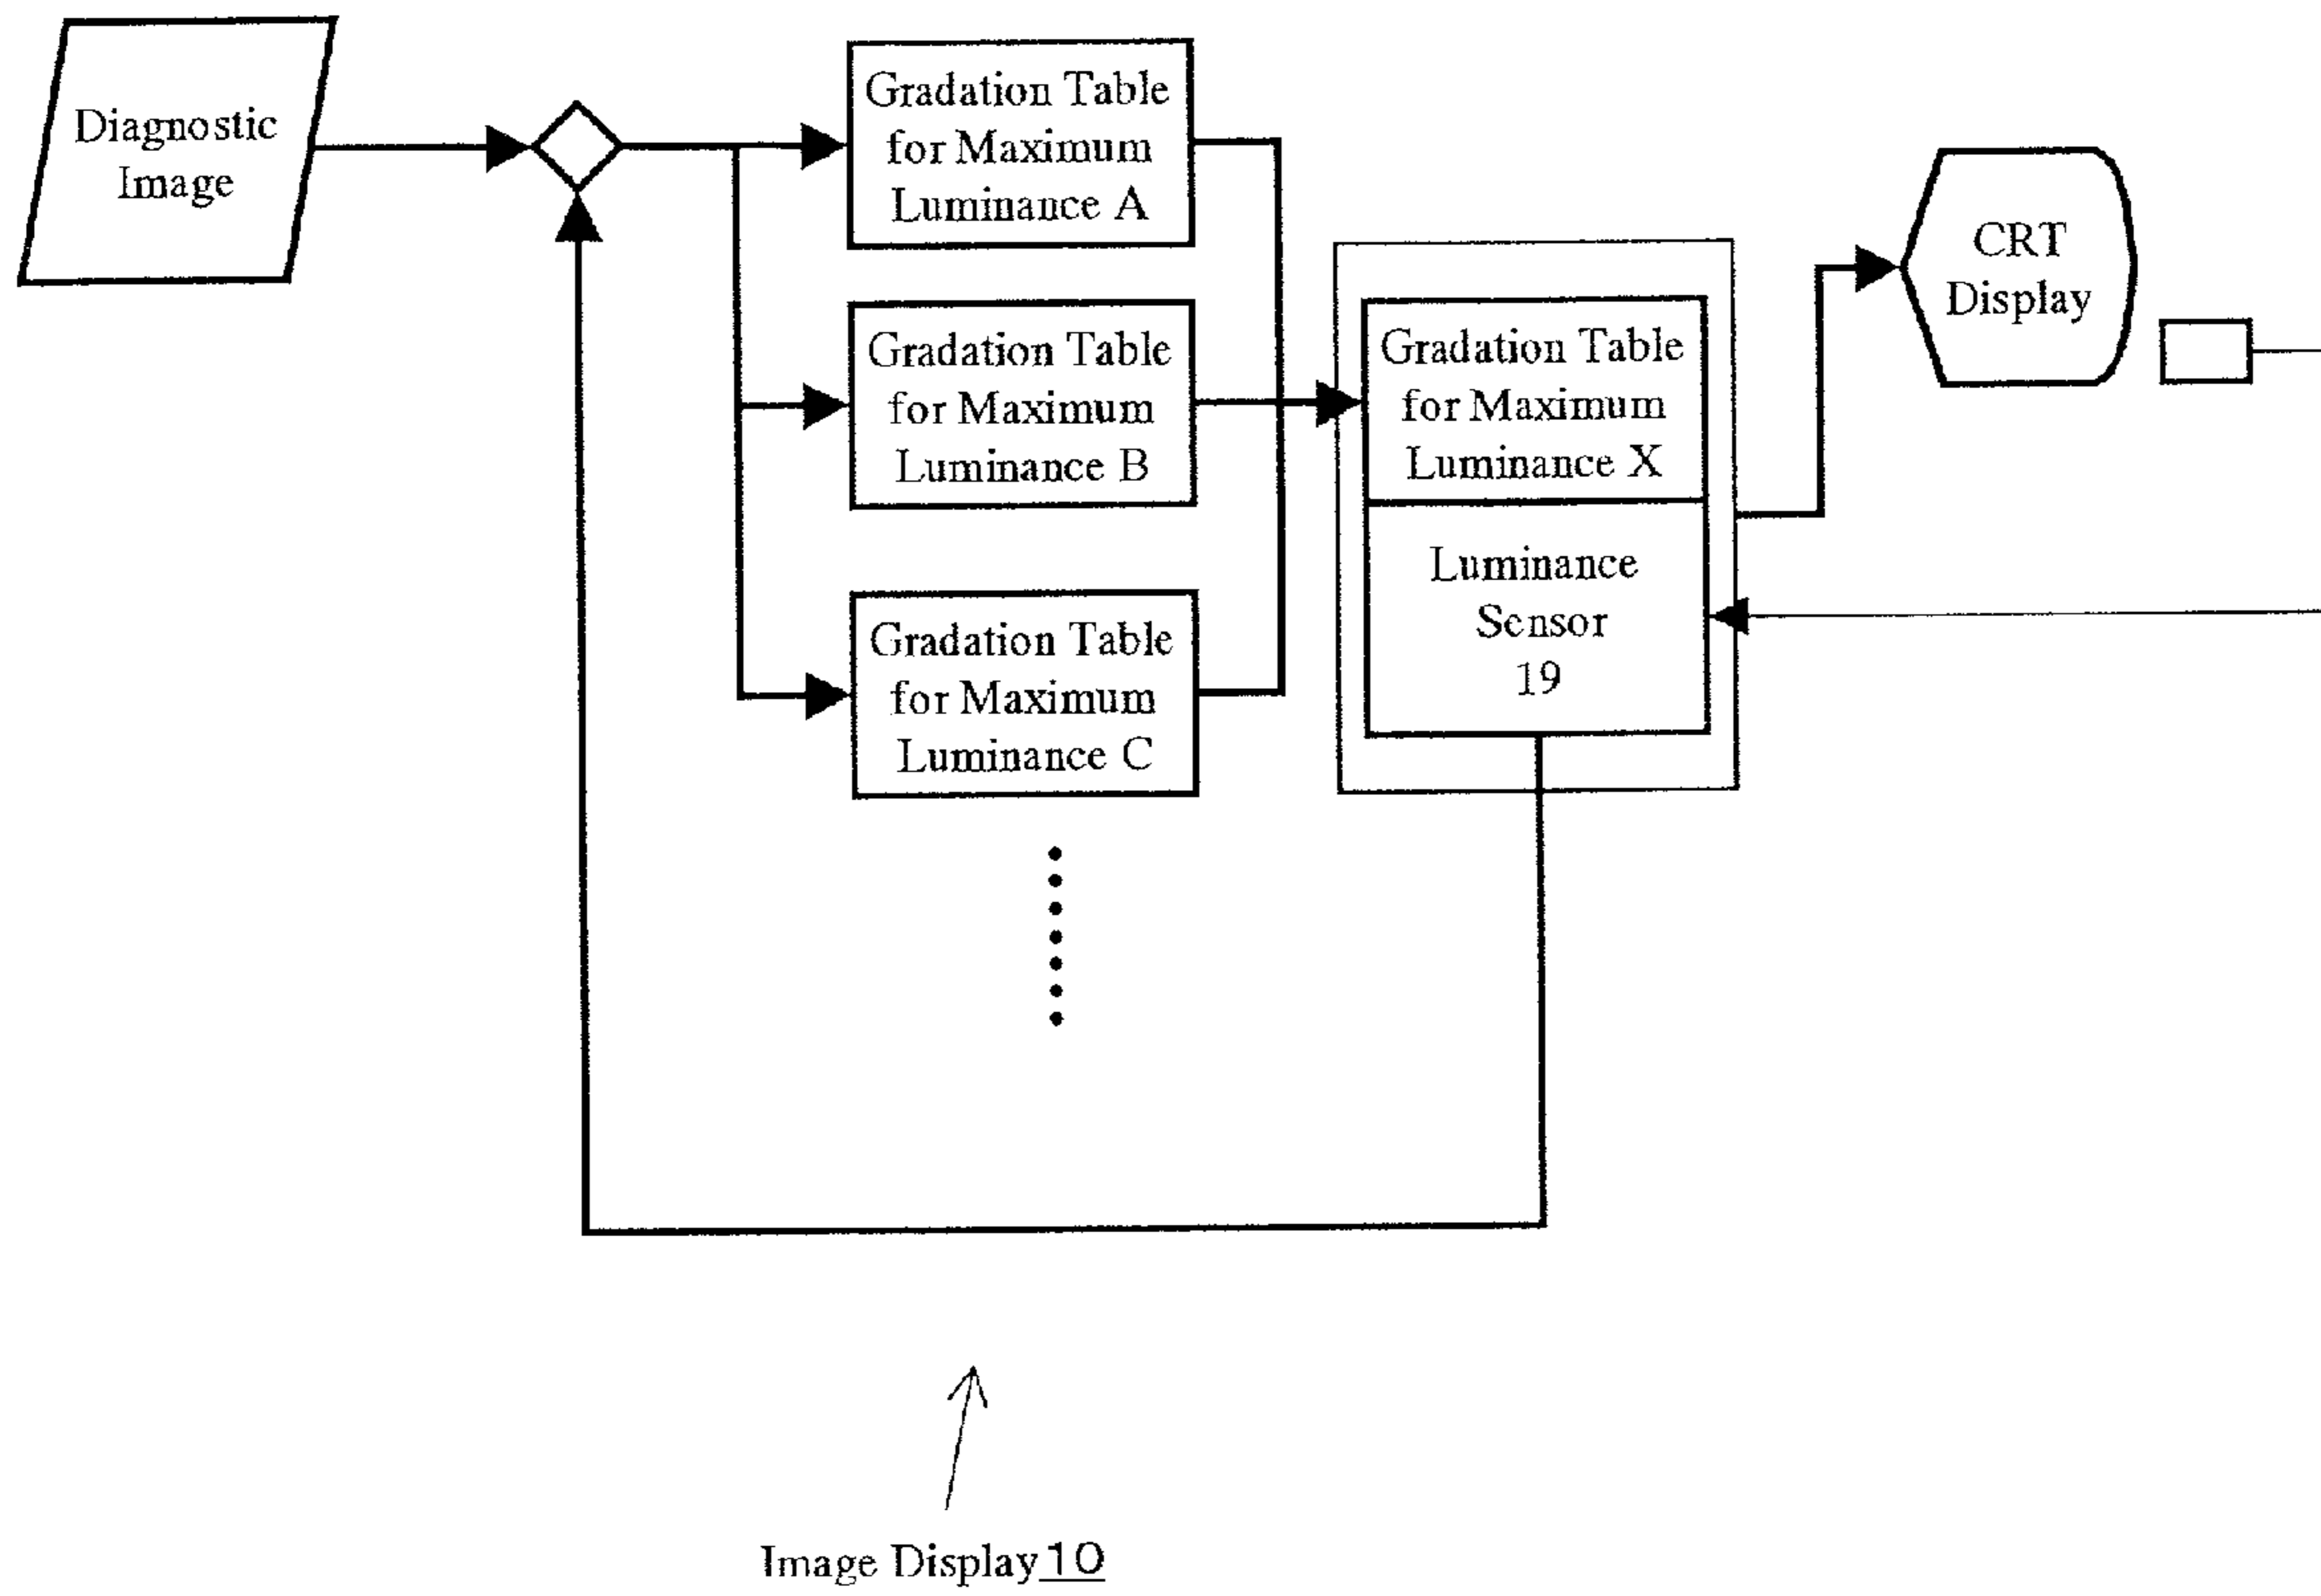 Diagnostic
Image
Gradation Table
for Maximum
Luminance A
Gradation Table
for Maximum
Luminance B
Gradation Table
for Maximum
Luminance C
Gradation Table
for Maximum
Luminance X
Luminance
Sensor
19
CRT
Display
Image Display 10